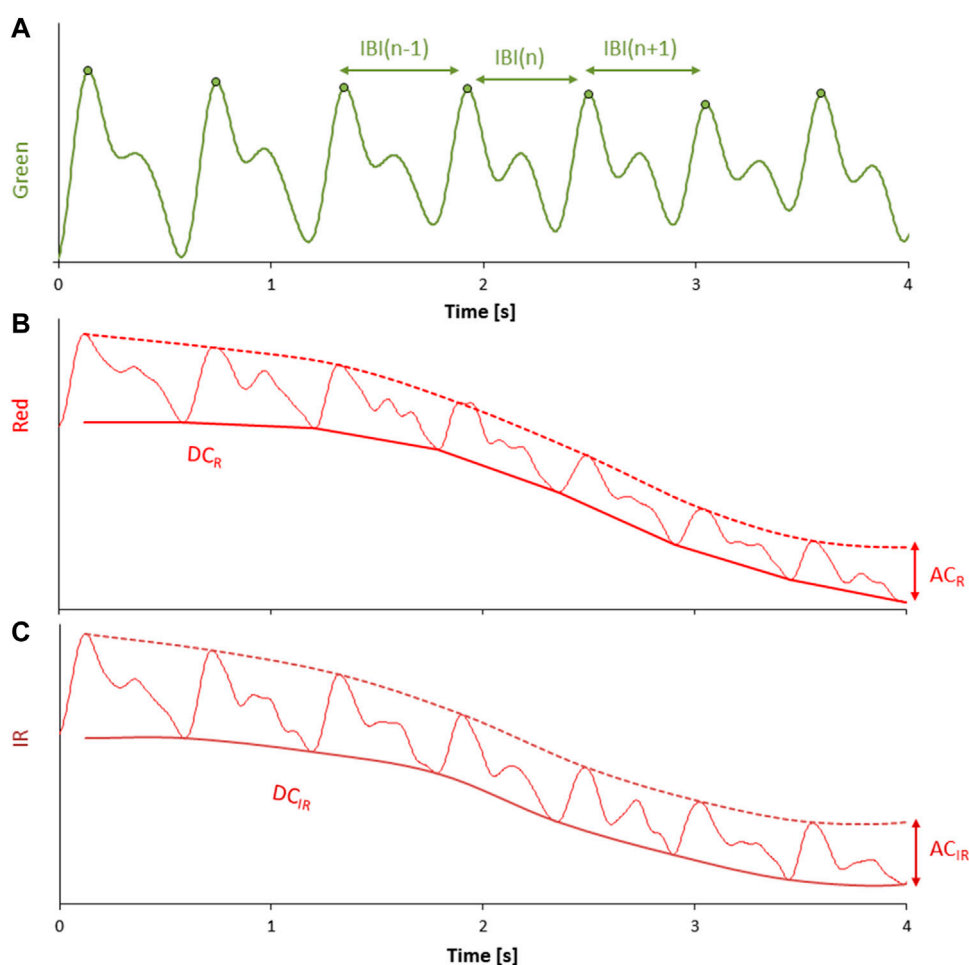 A
IBI(n-1)
IBI(n)
IBI(n+1)
Green
0 1 2 3 4
Time [s]
B
Red
DCR
ACR
C
IR
DCIR
ACIR
0 1 2 3 4
Time [s]